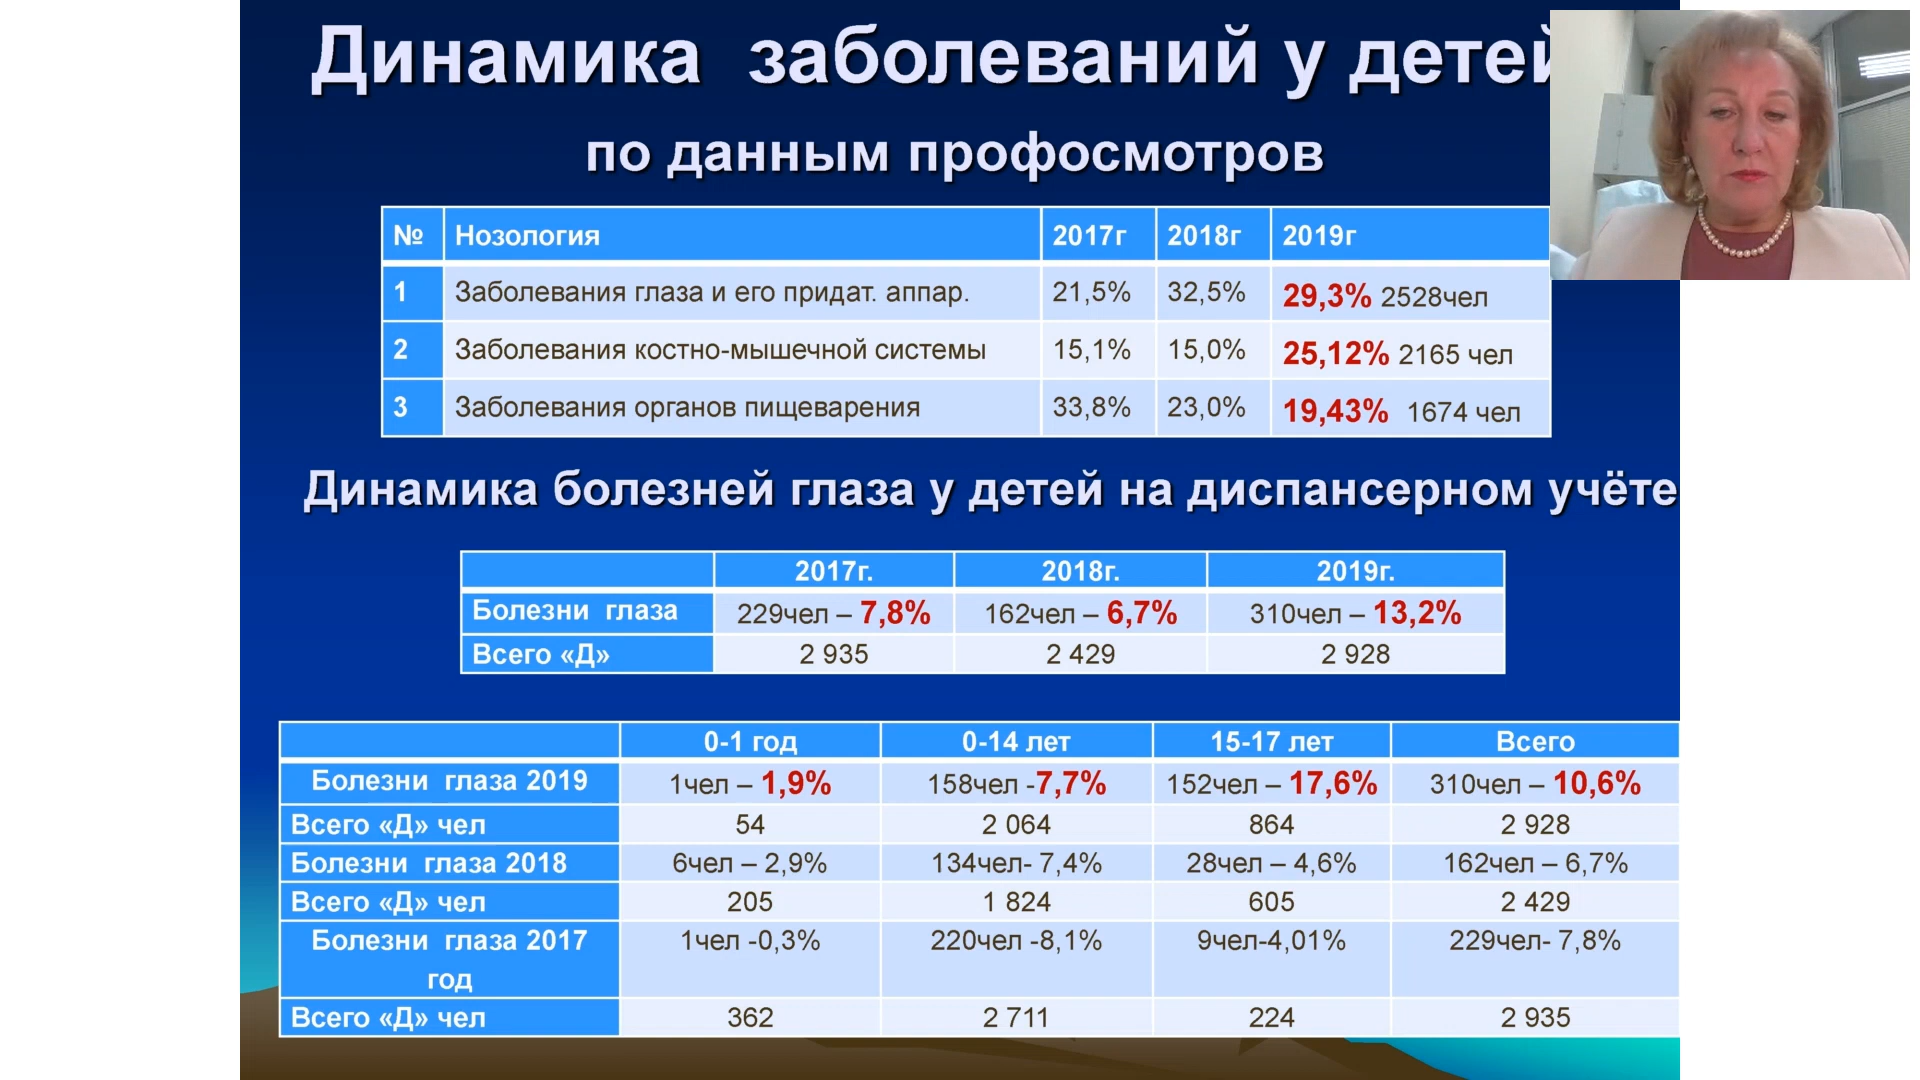 Динамика заболеваний у детей
по данным профосмотров
№ Нозология 2017г 2018г 2019г
1 Заболевания глаза и его придат. аппар. 21,5% 32,5% 29,3% 2528чел
2 Заболевания костно-мышечной системы 15,1% 15,0% 25,12% 2165 чел
3 Заболевания органов пищеварения 33,8% 23,0% 19,43% 1674 чел
Динамика болезней глаза у детей на диспансерном учёте
2017г. 2018г. 2019г.
Болезни глаза 229чел – 7,8% 162чел – 6,7% 310чел – 13,2%
Всего «Д» 2 935 2 429 2 928
0-1 год 0-14 лет 15-17 лет Всего
Болезни глаза 2019 1чел – 1,9% 158чел -7,7% 152чел – 17,6% 310чел – 10,6%
Всего «Д» чел 54 2 064 864 2 928
Болезни глаза 2018 6чел – 2,9% 134чел- 7,4% 28чел – 4,6% 162чел – 6,7%
Всего «Д» чел 205 1 824 605 2 429
Болезни глаза 2017 1чел -0,3% 220чел -8,1% 9чел-4,01% 229чел- 7,8%
год
Всего «Д» чел 362 2 711 224 2 935